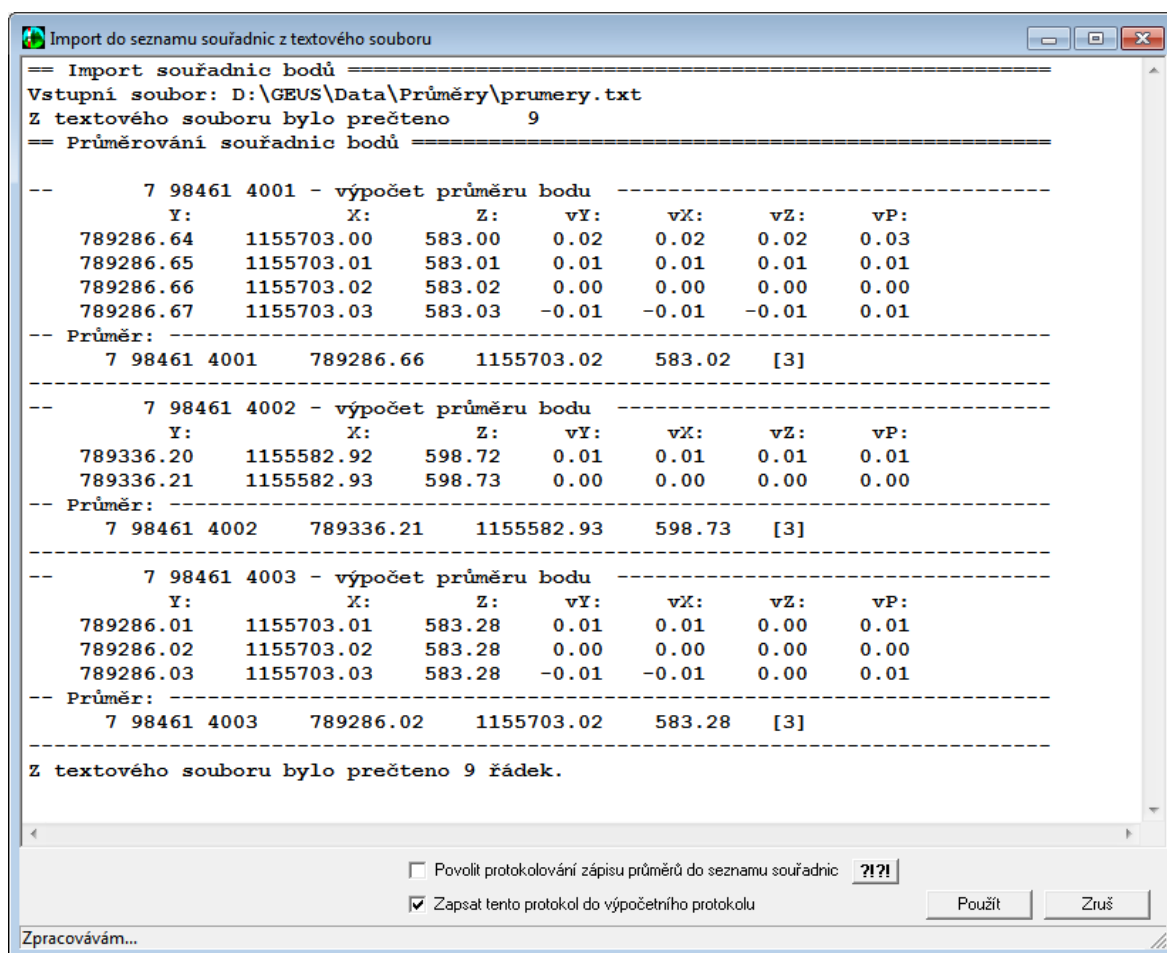 Import do seznamu souřadnic z textového souboru
== Import souřadnic bodů =======================================================
Vstupní soubor: D:\GEUS\Data\Průměry\prumery.txt
Z textového souboru bylo prečteno      9
== Průměrování souřadnic bodů ==================================================
--       7 98461 4001 - výpočet průměru bodu  ----------------------------------
Y:            X:         Z:     vY:     vX:     vZ:     vP:
789286.64    1155703.00    583.00    0.02    0.02    0.02    0.03
789286.65    1155703.01    583.01    0.01    0.01    0.01    0.01
789286.66    1155703.02    583.02    0.00    0.00    0.00    0.00
789286.67    1155703.03    583.03   -0.01   -0.01   -0.01    0.01
-- Průměr: ---------------------------------------------------------------------
7 98461 4001    789286.66    1155703.02    583.02   [3]
--------------------------------------------------------------------------------
--       7 98461 4002 - výpočet průměru bodu  ----------------------------------
Y:            X:         Z:     vY:     vX:     vZ:     vP:
789336.20    1155582.92    598.72    0.01    0.01    0.01    0.01
789336.21    1155582.93    598.73    0.00    0.00    0.00    0.00
-- Průměr: ---------------------------------------------------------------------
7 98461 4002    789336.21    1155582.93    598.73   [3]
--------------------------------------------------------------------------------
--       7 98461 4003 - výpočet průměru bodu  ----------------------------------
Y:            X:         Z:     vY:     vX:     vZ:     vP:
789286.01    1155703.01    583.28    0.01    0.01    0.00    0.01
789286.02    1155703.02    583.28    0.00    0.00    0.00    0.00
789286.03    1155703.03    583.28   -0.01   -0.01    0.00    0.01
-- Průměr: ---------------------------------------------------------------------
7 98461 4003    789286.02    1155703.02    583.28   [3]
--------------------------------------------------------------------------------
Z textového souboru bylo prečteno 9 řádek.
Povolit protokolování zápisu průměrů do seznamu souřadnic ?!?!
Zapsat tento protokol do výpočetního protokolu Použít Zruš
Zpracovávám...